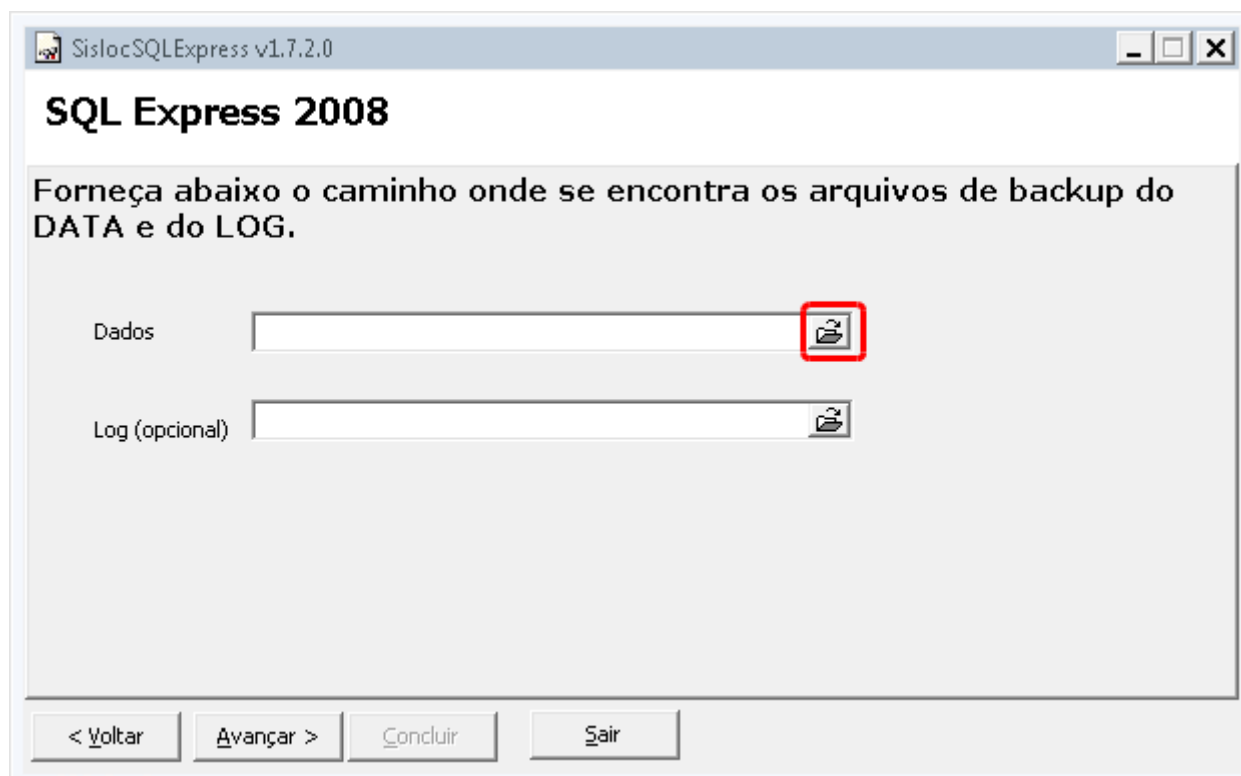 SislocSQLExpress v1.7.2.0
SQL Express 2008
Forneça abaixo o caminho onde se encontra os arquivos de backup do
DATA e do LOG.
Dados
Log (opcional)
< Voltar
Avançar >
Concluir
Sair